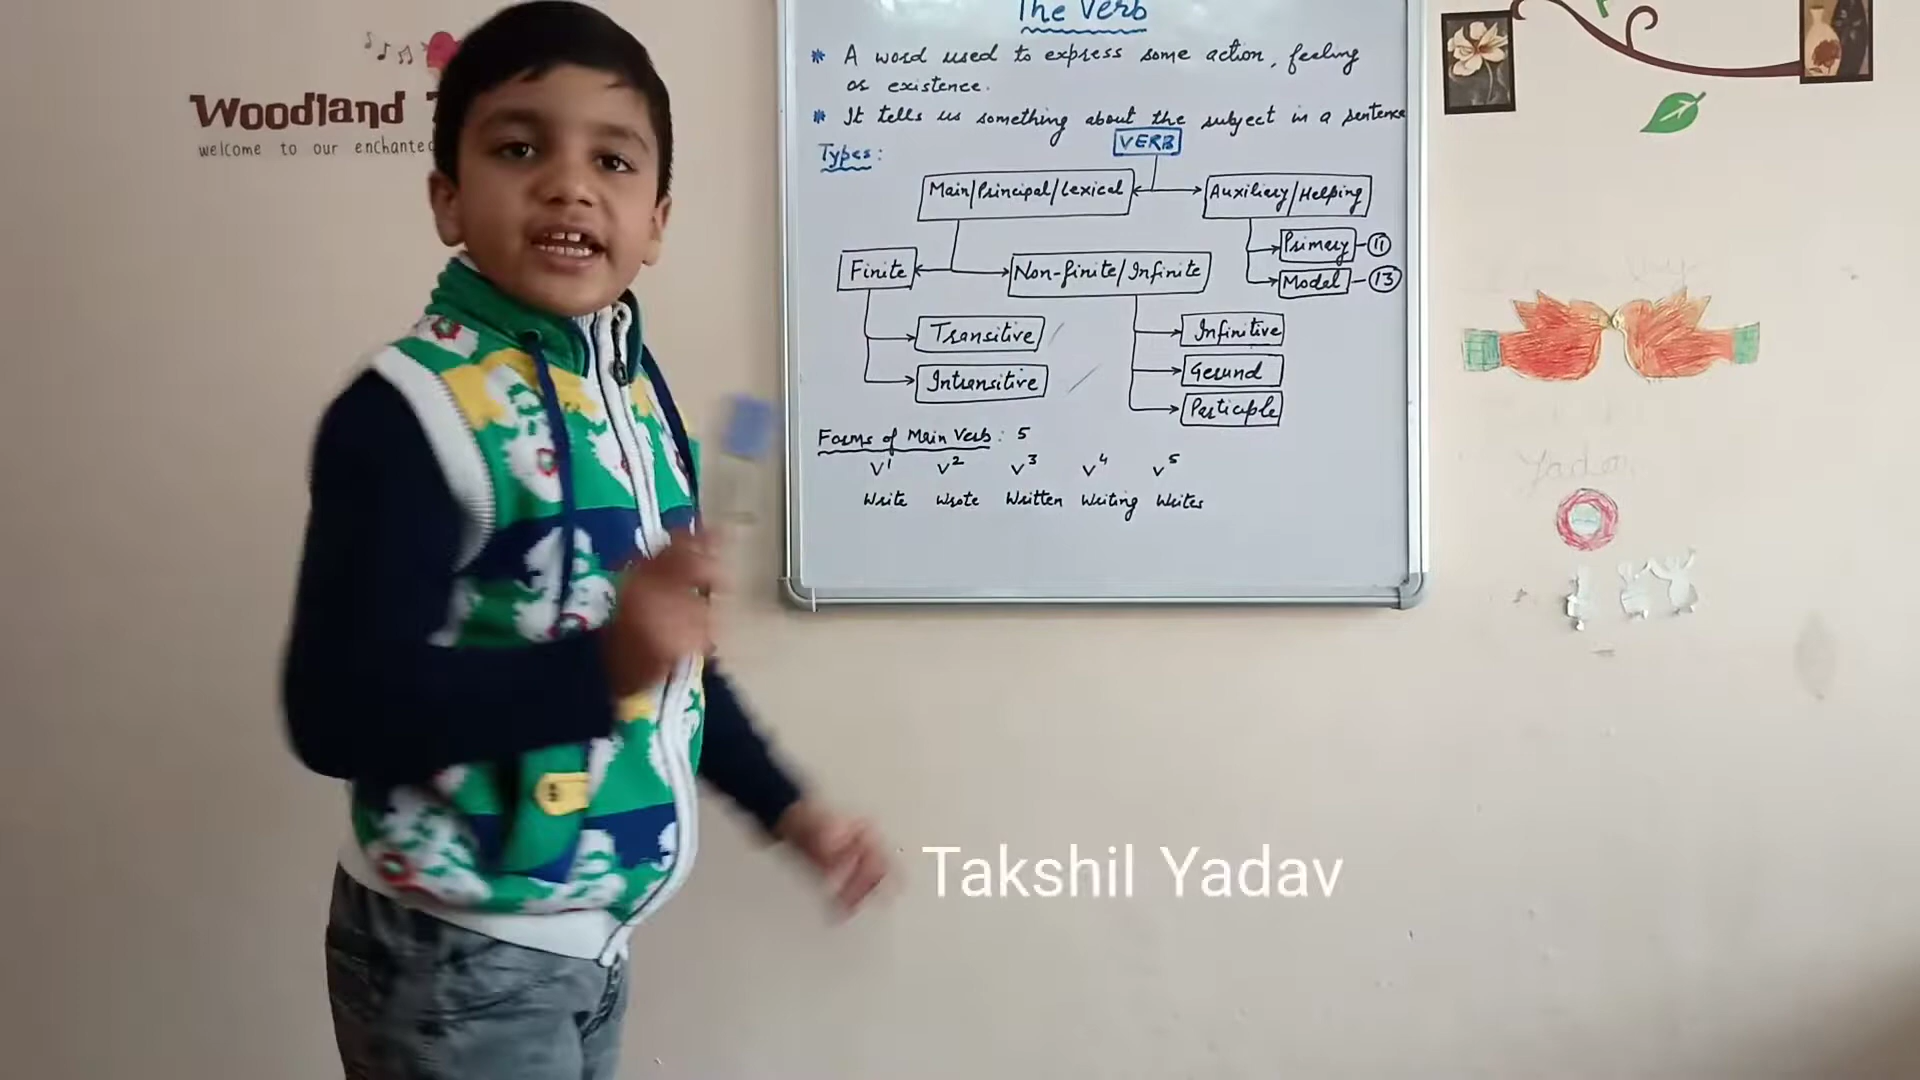 Woodland
welcome to our enchanted
The Verb
* A word used to express some action, feeling
or existence.
* It tells us something about the subject in a sentence
Types:
VERB
Main/Principal/Lexical
Auxiliary/Helping
Primary - 11
Modal - 13
Finite
Non-finite/Infinite
Transitive
Intransitive
Infinitive
Gerund
Participle
Forms of Main Verb: 5
V1 V2 V3 V4 V5
Write Wrote Written Writing Writes
Takshil Yadav